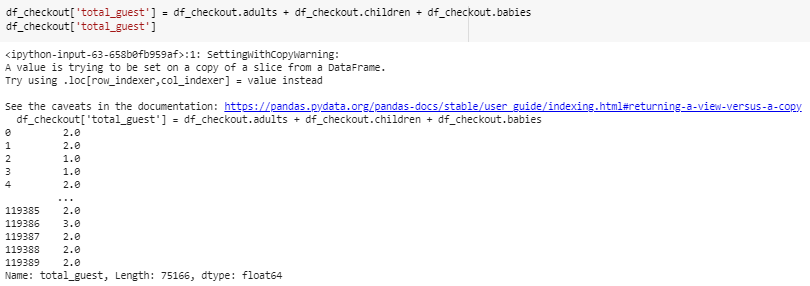 df_checkout['total_guest'] = df_checkout.adults + df_checkout.children + df_checkout.babies
df_checkout['total_guest']
<ipython-input-63-658b0fb959af>:1: SettingWithCopyWarning:
A value is trying to be set on a copy of a slice from a DataFrame.
Try using .loc[row_indexer,col_indexer] = value instead
See the caveats in the documentation: https://pandas.pydata.org/pandas-docs/stable/user_guide/indexing.html#returning-a-view-versus-a-copy
  df_checkout['total_guest'] = df_checkout.adults + df_checkout.children + df_checkout.babies
0         2.0
1         2.0
2         1.0
3         1.0
4         2.0
         ...
119385    2.0
119386    3.0
119387    2.0
119388    2.0
119389    2.0
Name: total_guest, Length: 75166, dtype: float64